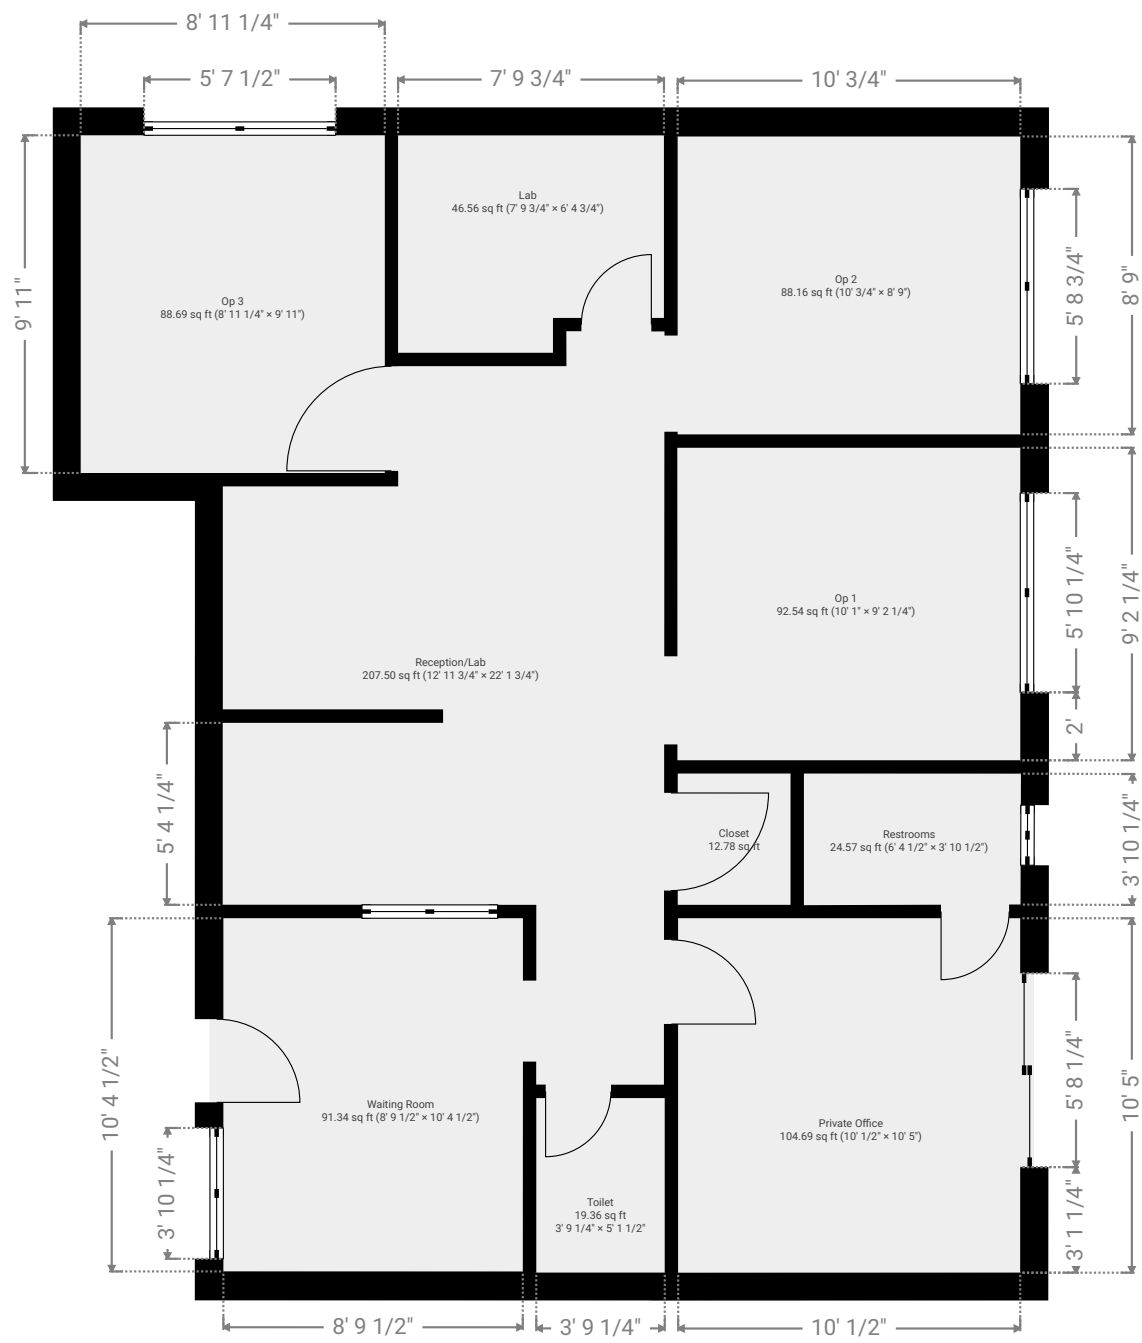 8' 11 1/4"
5' 7 1/2"
7' 9 3/4"
10' 3/4"
Lab
46.56 sq ft (7' 9 3/4" × 6' 4 3/4")
Op 2
88.16 sq ft (10' 3/4" × 8' 9")
Op 3
88.69 sq ft (8' 11 1/4" × 9' 11")
9' 11"
5' 8 3/4"
8' 9"
Op 1
92.54 sq ft (10' 1" × 9' 2 1/4")
5' 10 1/4"
9' 2 1/4"
2'
Reception/Lab
207.50 sq ft (12' 11 3/4" × 22' 1 3/4")
5' 4 1/4"
Closet
12.78 sq ft
Restrooms
24.57 sq ft (6' 4 1/2" × 3' 10 1/2")
3' 10 1/4"
10' 4 1/2"
3' 10 1/4"
Waiting Room
91.34 sq ft (8' 9 1/2" × 10' 4 1/2")
Private Office
104.69 sq ft (10' 1/2" × 10' 5")
5' 8 1/4"
10' 5"
3' 1 1/4"
Toilet
19.36 sq ft
3' 9 1/4" × 5' 1 1/2"
8' 9 1/2"
3' 9 1/4"
10' 1/2"